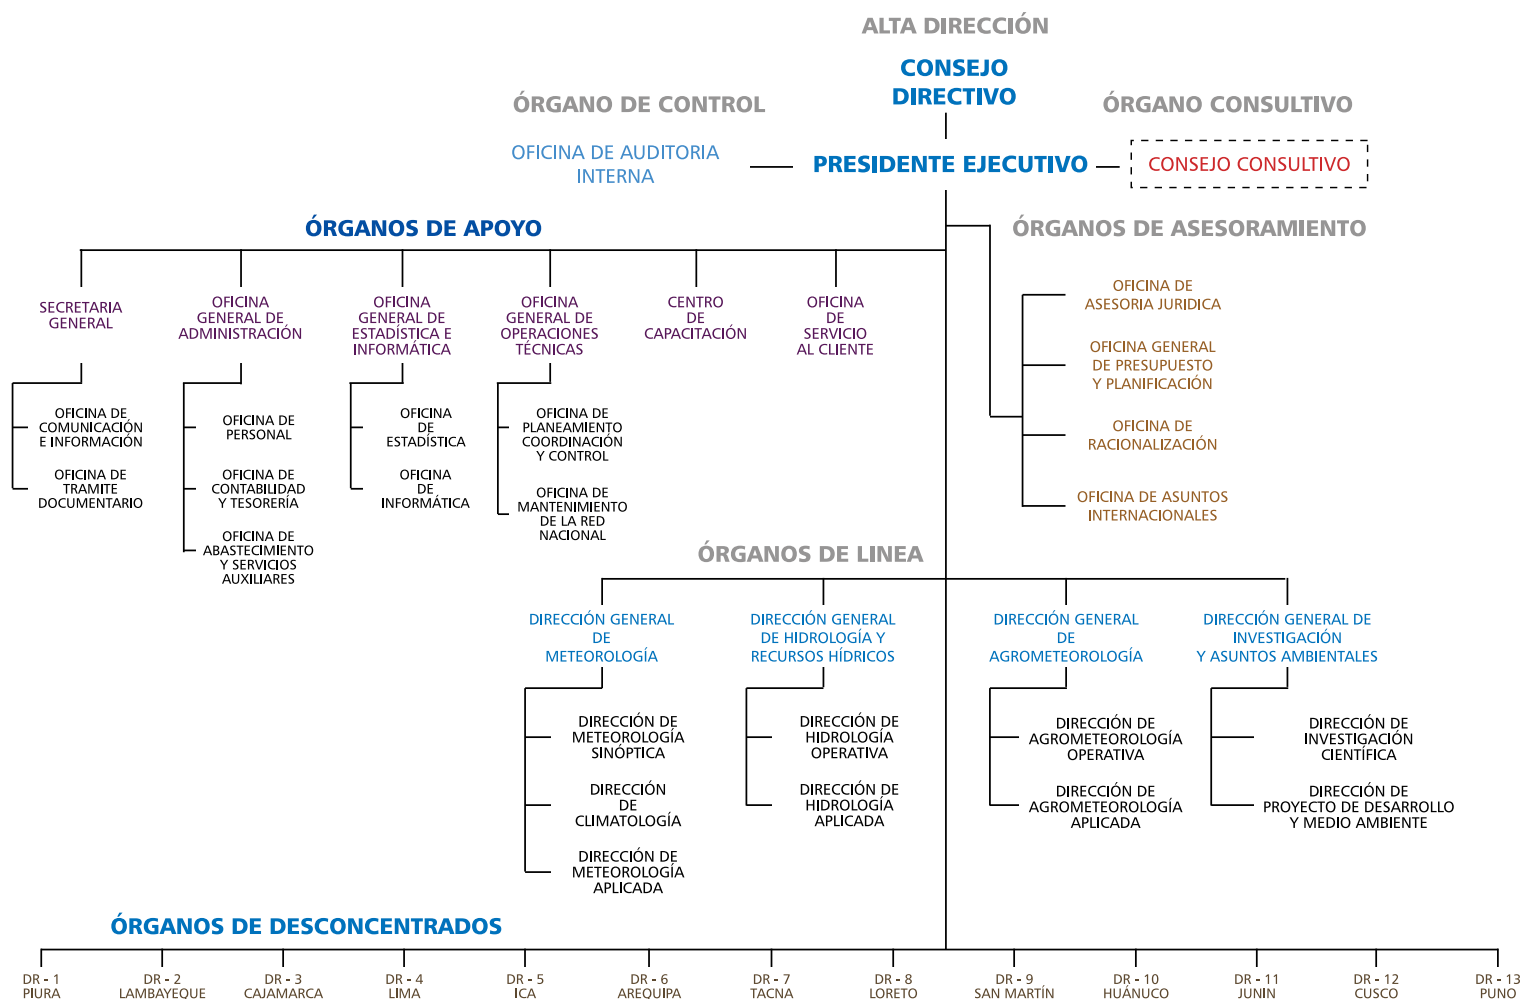 ALTA DIRECCIÓN
CONSEJO
DIRECTIVO
ÓRGANO DE CONTROL
ÓRGANO CONSULTIVO
OFICINA DE AUDITORIA
INTERNA
PRESIDENTE EJECUTIVO
CONSEJO CONSULTIVO
ÓRGANOS DE APOYO
ÓRGANOS DE ASESORAMIENTO
SECRETARIA
GENERAL
OFICINA
GENERAL DE
ADMINISTRACIÓN
OFICINA
GENERAL DE
ESTADÍSTICA E
INFORMÁTICA
OFICINA
GENERAL DE
OPERACIONES
TÉCNICAS
CENTRO
DE
CAPACITACIÓN
OFICINA
DE
SERVICIO
AL CLIENTE
OFICINA DE
ASESORIA JURIDICA
OFICINA GENERAL
DE PRESUPUESTO
Y PLANIFICACIÓN
OFICINA DE
RACIONALIZACIÓN
OFICINA DE ASUNTOS
INTERNACIONALES
OFICINA DE
COMUNICACIÓN
E INFORMACIÓN
OFICINA DE
TRAMITE
DOCUMENTARIO
OFICINA DE
PERSONAL
OFICINA DE
CONTABILIDAD
Y TESORERÍA
OFICINA DE
ABASTECIMIENTO
Y SERVICIOS
AUXILIARES
OFICINA
DE
ESTADÍSTICA
OFICINA
DE
INFORMÁTICA
OFICINA DE
PLANEAMIENTO
COORDINACIÓN
Y CONTROL
OFICINA DE
MANTENIMIENTO
DE LA RED
NACIONAL
ÓRGANOS DE LINEA
DIRECCIÓN GENERAL
DE
METEOROLOGÍA
DIRECCIÓN GENERAL
DE HIDROLOGÍA Y
RECURSOS HÍDRICOS
DIRECCIÓN GENERAL
DE
AGROMETEOROLOGÍA
DIRECCIÓN GENERAL DE
INVESTIGACIÓN
Y ASUNTOS AMBIENTALES
DIRECCIÓN DE
METEOROLOGÍA
SINÓPTICA
DIRECCIÓN
DE
CLIMATOLOGÍA
DIRECCIÓN DE
METEOROLOGÍA
APLICADA
DIRECCIÓN DE
HIDROLOGÍA
OPERATIVA
DIRECCIÓN DE
HIDROLOGÍA
APLICADA
DIRECCIÓN DE
AGROMETEOROLOGÍA
OPERATIVA
DIRECCIÓN DE
AGROMETEOROLOGÍA
APLICADA
DIRECCIÓN DE
INVESTIGACIÓN
CIENTÍFICA
DIRECCIÓN DE
PROYECTO DE DESARROLLO
Y MEDIO AMBIENTE
ÓRGANOS DE DESCONCENTRADOS
DR - 1
PIURA
DR - 2
LAMBAYEQUE
DR - 3
CAJAMARCA
DR - 4
LIMA
DR - 5
ICA
DR - 6
AREQUIPA
DR - 7
TACNA
DR - 8
LORETO
DR - 9
SAN MARTÍN
DR - 10
HUÁNUCO
DR - 11
JUNIN
DR - 12
CUSCO
DR - 13
PUNO